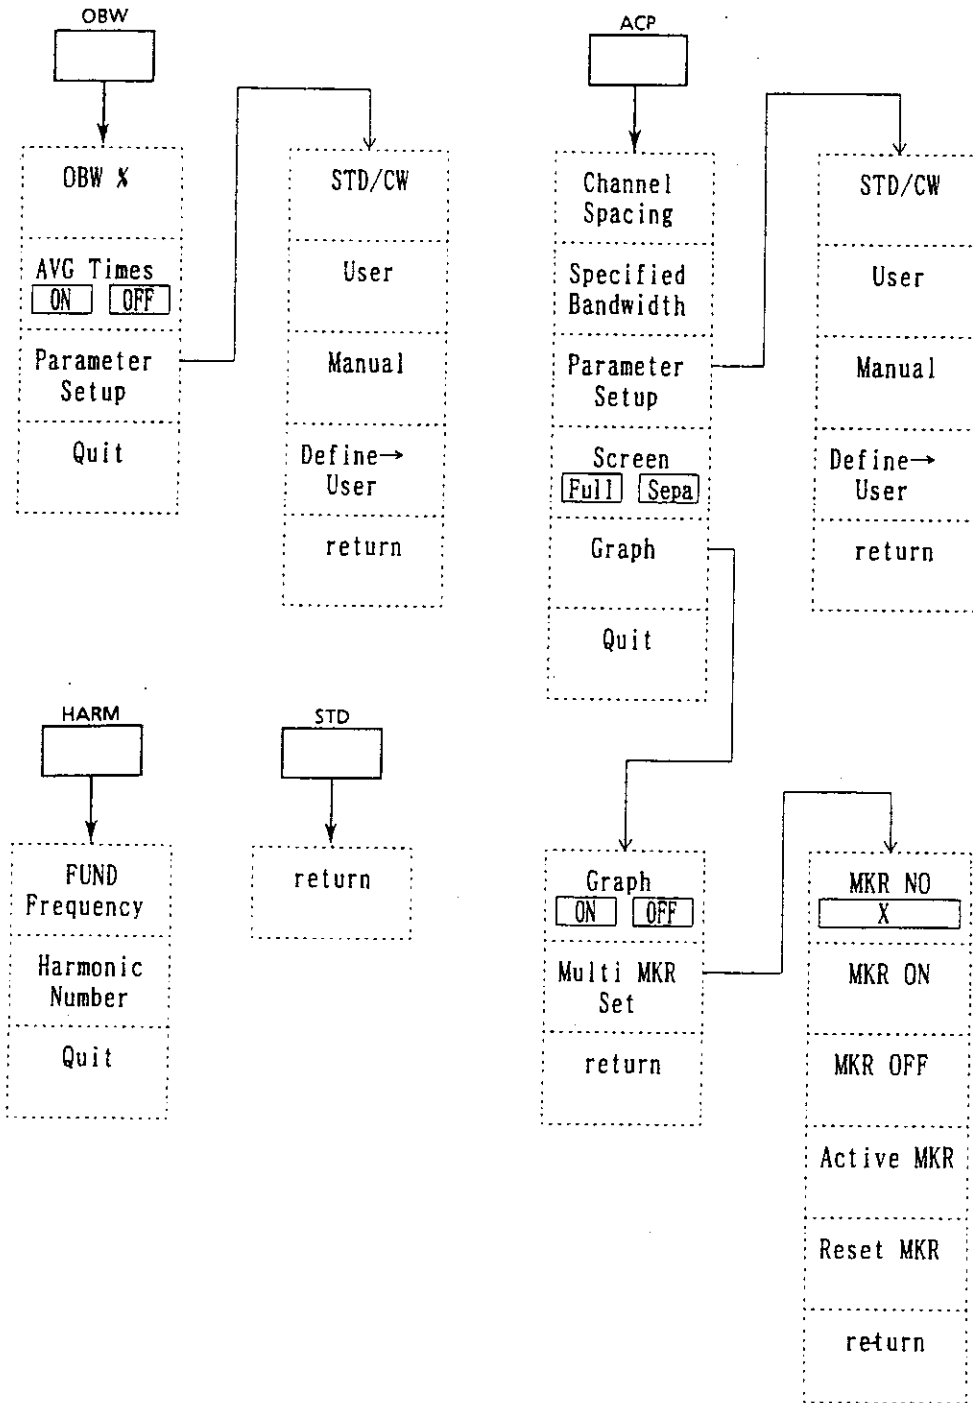 OBW
OBW %
AVG Times
ON OFF
Parameter
Setup
Quit
STD/CW
User
Manual
Define→
User
return
ACP
Channel
Spacing
Specified
Bandwidth
Parameter
Setup
Screen
Full Sepa
Graph
Quit
STD/CW
User
Manual
Define→
User
return
HARM
FUND
Frequency
Harmonic
Number
Quit
STD
return
Graph
ON OFF
Multi MKR
Set
return
MKR NO
X
MKR ON
MKR OFF
Active MKR
Reset MKR
return